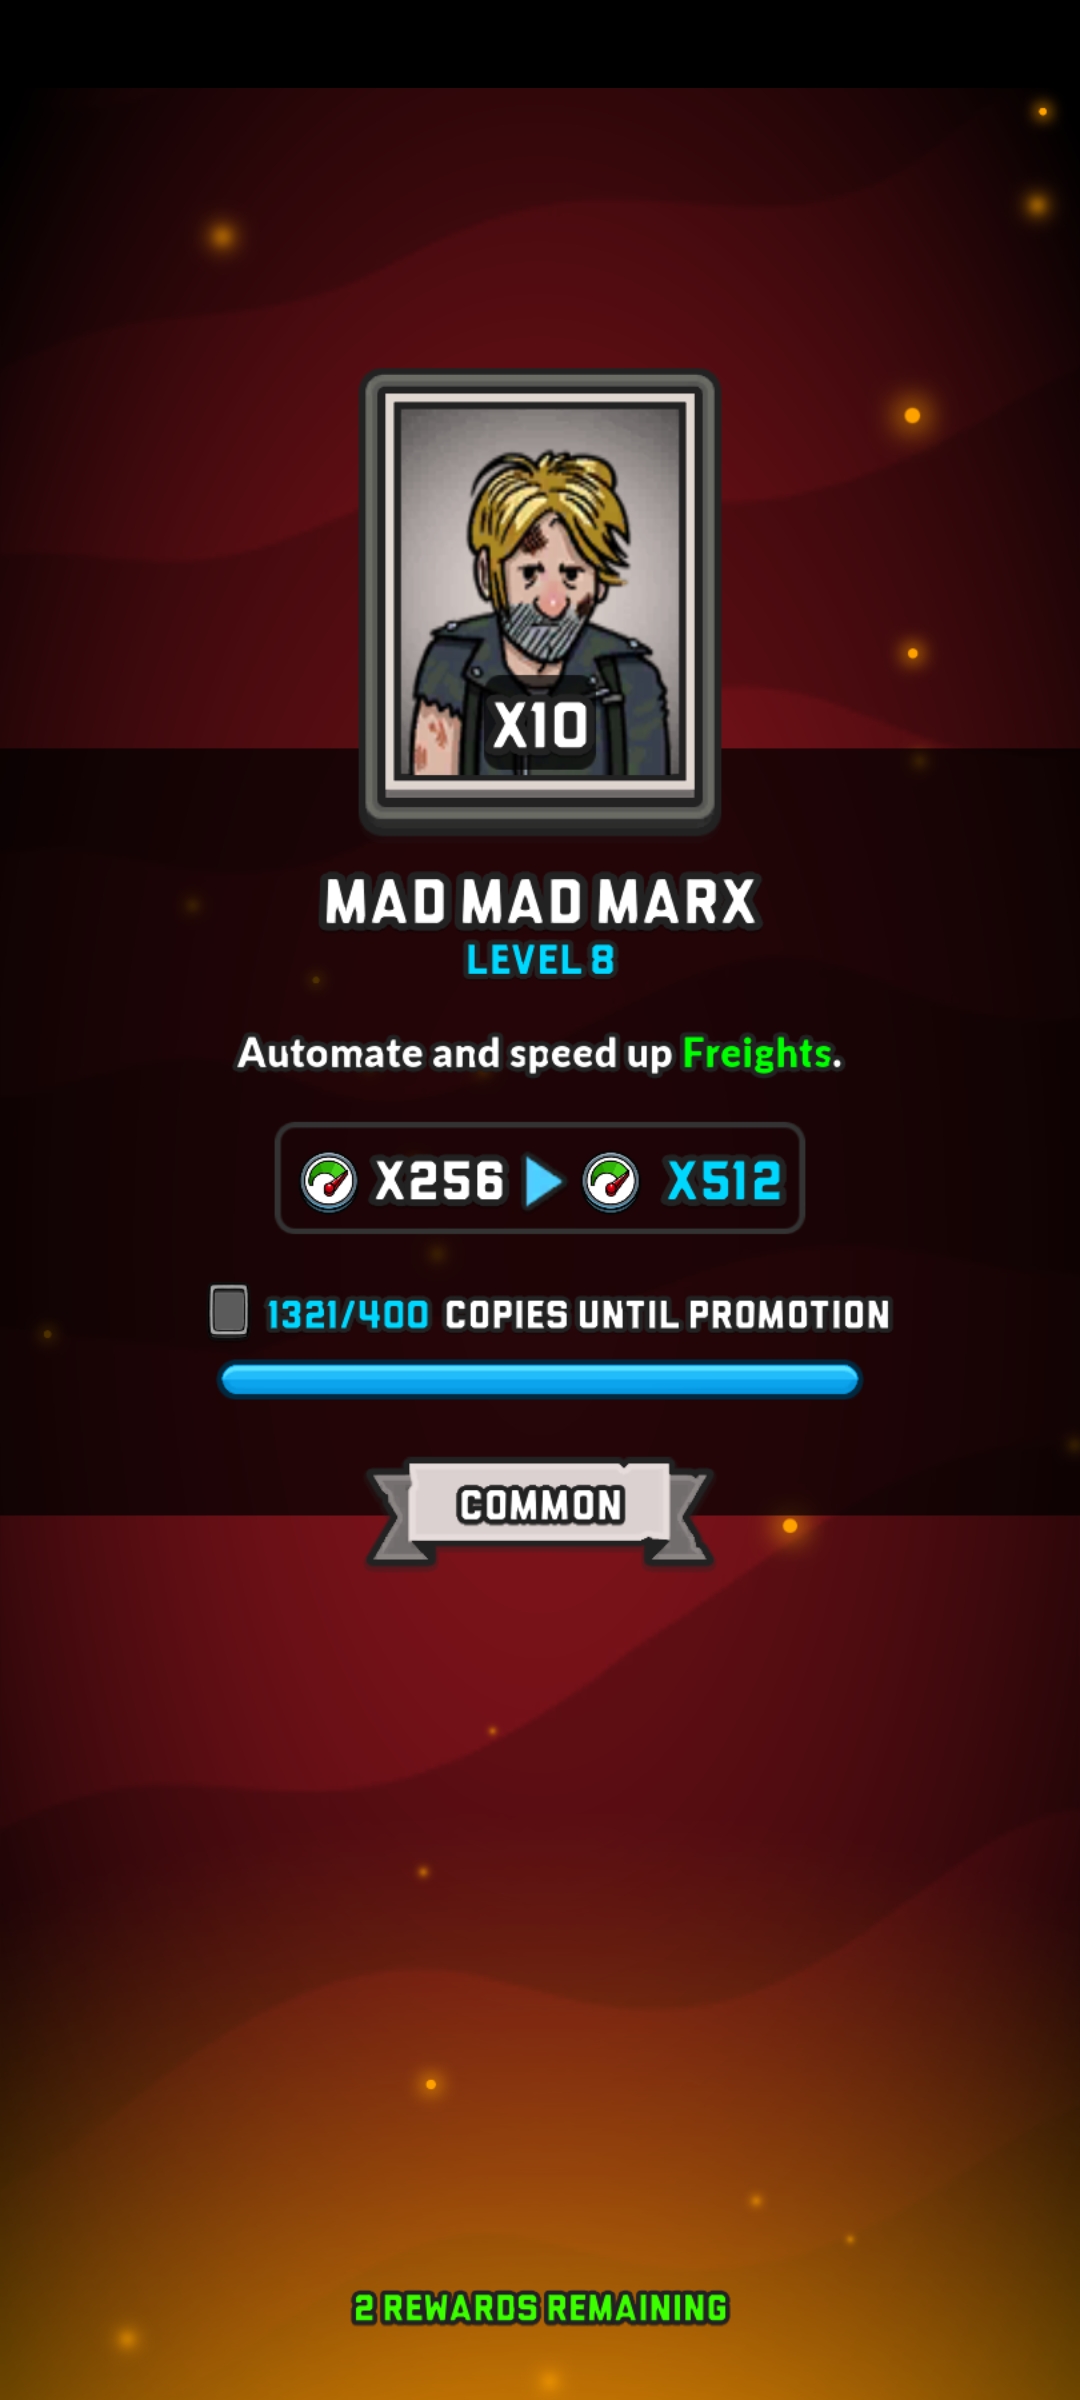 X10
MAD MAD MARX
LEVEL 8
Automate and speed up Freights.
X256 X512
1321/400 COPIES UNTIL PROMOTION
COMMON
2 REWARDS REMAINING